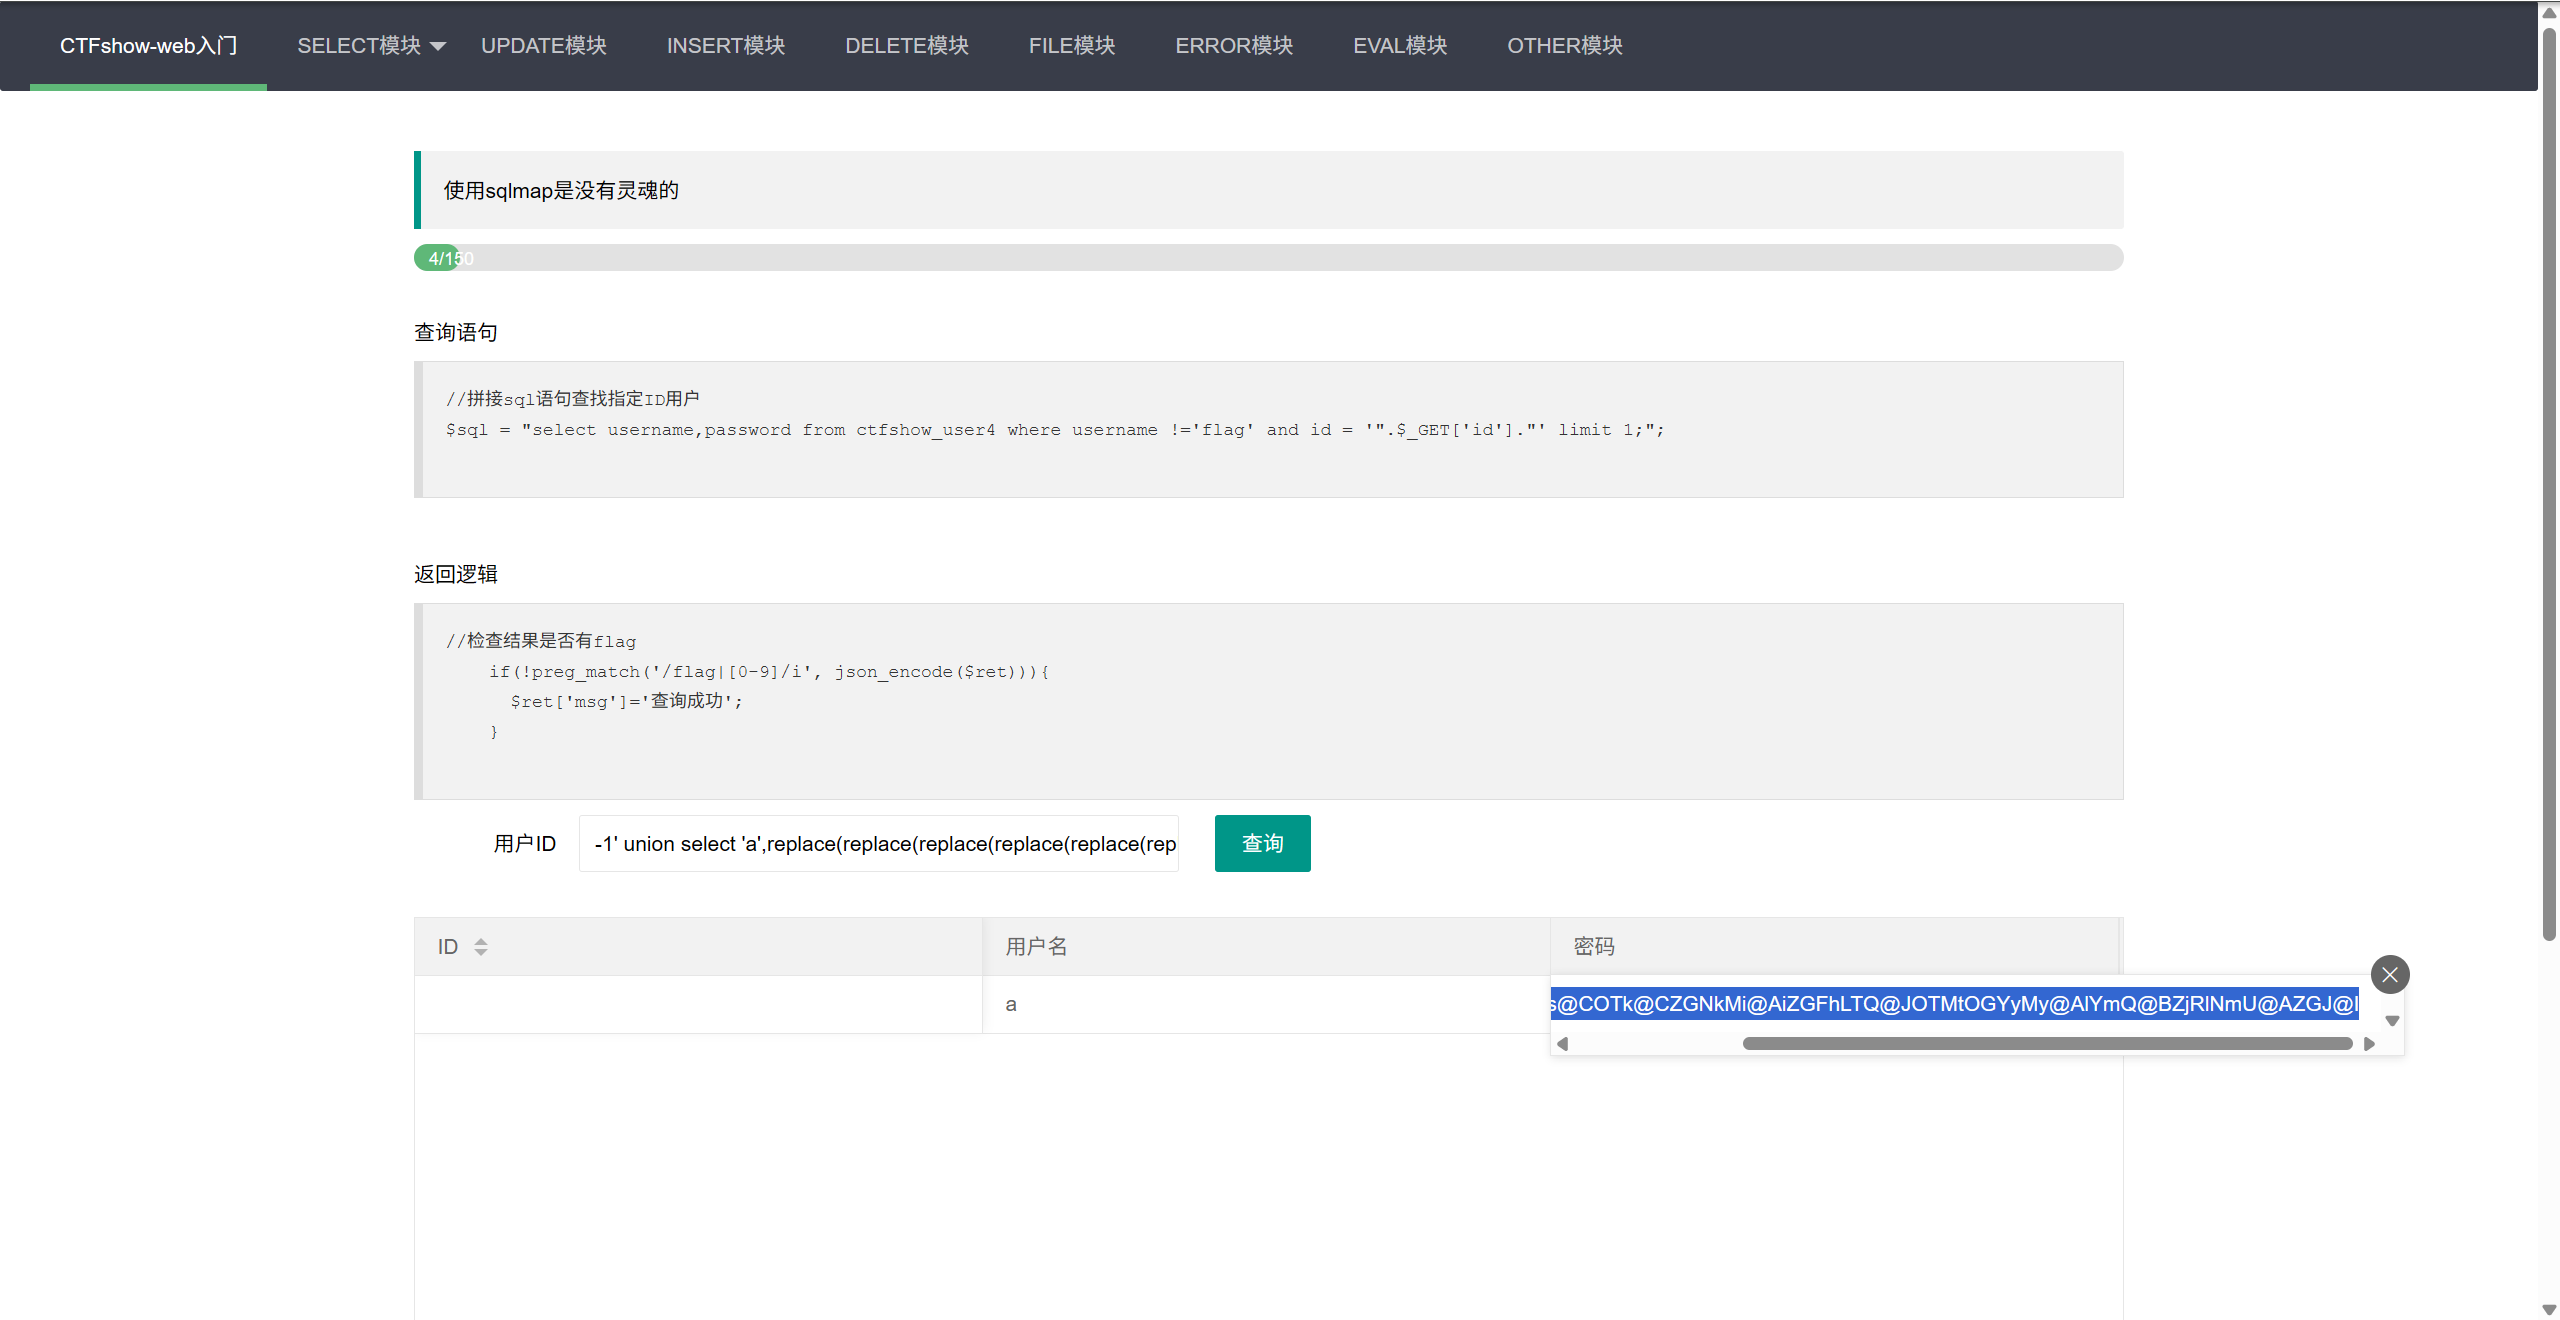 CTFshow-web入门 SELECT模块 UPDATE模块 INSERT模块 DELETE模块 FILE模块 ERROR模块 EVAL模块 OTHER模块
使用sqlmap是没有灵魂的
4/150
查询语句
//拼接sql语句查找指定ID用户
$sql = "select username,password from ctfshow_user4 where username !='flag' and id = '".$_GET['id']."' limit 1;";
返回逻辑
//检查结果是否有flag
if(!preg_match('/flag|[0-9]/i', json_encode($ret))){
$ret['msg']='查询成功';
}
用户ID -1' union select 'a',replace(replace(replace(replace(replace(rep 查询
ID 用户名 密码
a s@COTk@CZGNkMi@AiZGFhLTQ@JOTMtOGYyMy@AlYmQ@BZjRlNmU@AZGJ@I